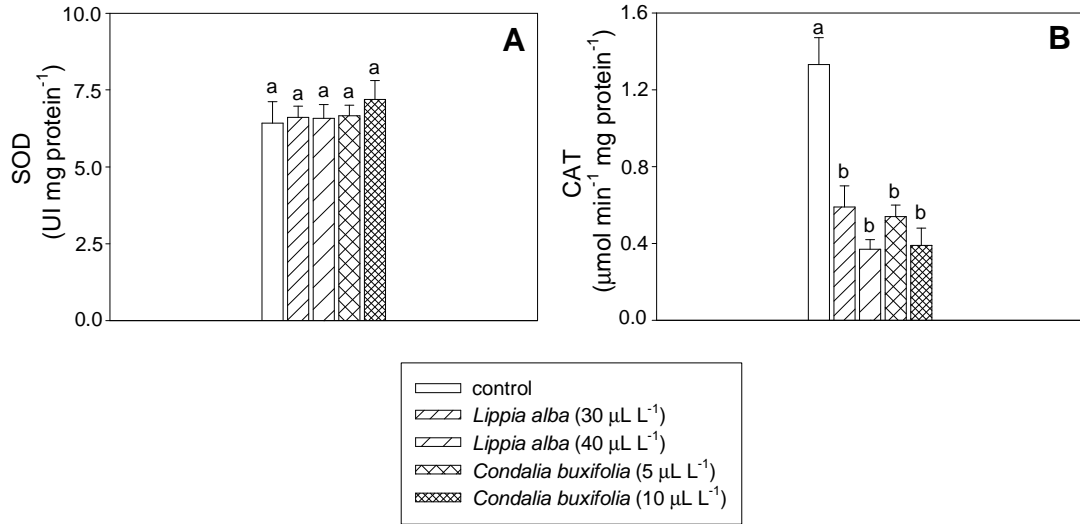 10.0
7.5
5.0
2.5
0.0
SOD
(UI mg protein⁻¹)
A
a
a
a
a
a
1.6
1.2
0.8
0.4
0.0
CAT
(μmol min⁻¹ mg protein⁻¹)
B
a
b
b
b
b
control
Lippia alba (30 μL L⁻¹)
Lippia alba (40 μL L⁻¹)
Condalia buxifolia (5 μL L⁻¹)
Condalia buxifolia (10 μL L⁻¹)